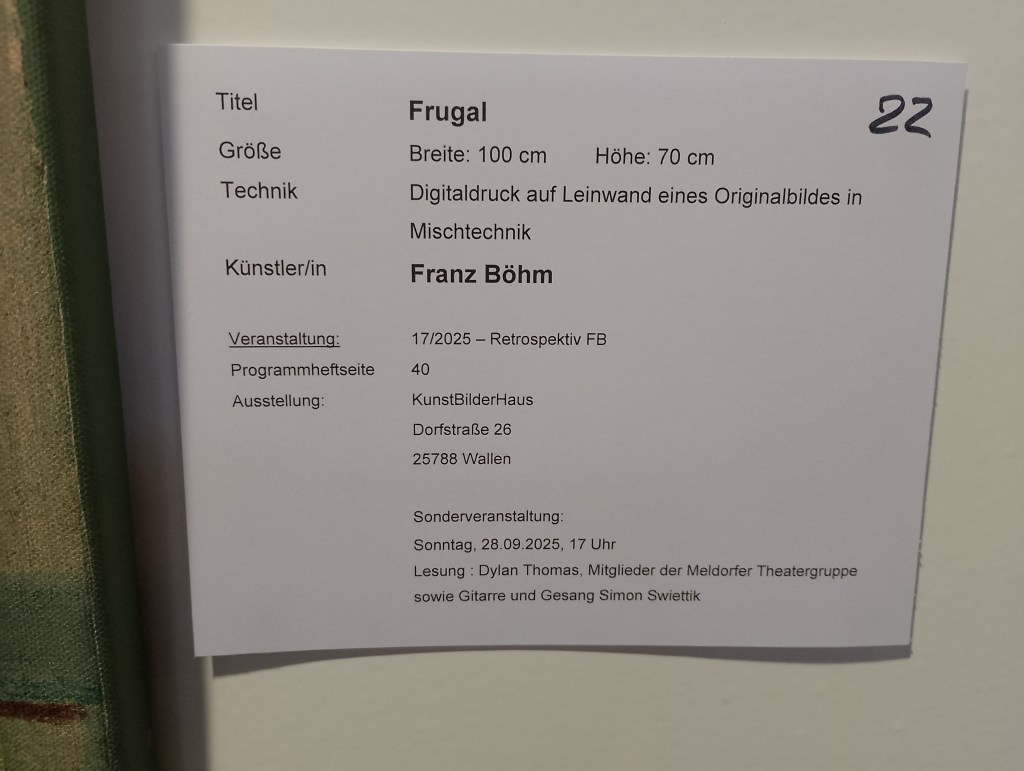 22
Titel Frugal
Größe Breite: 100 cm Höhe: 70 cm
Technik Digitaldruck auf Leinwand eines Originalbildes in
Mischtechnik
Künstler/in Franz Böhm
Veranstaltung: 17/2025 – Retrospektiv FB
Programmheftseite 40
Ausstellung: KunstBilderHaus
Dorfstraße 26
25788 Wallen
Sonderveranstaltung:
Sonntag, 28.09.2025, 17 Uhr
Lesung : Dylan Thomas, Mitglieder der Meldorfer Theatergruppe
sowie Gitarre und Gesang Simon Swiettik